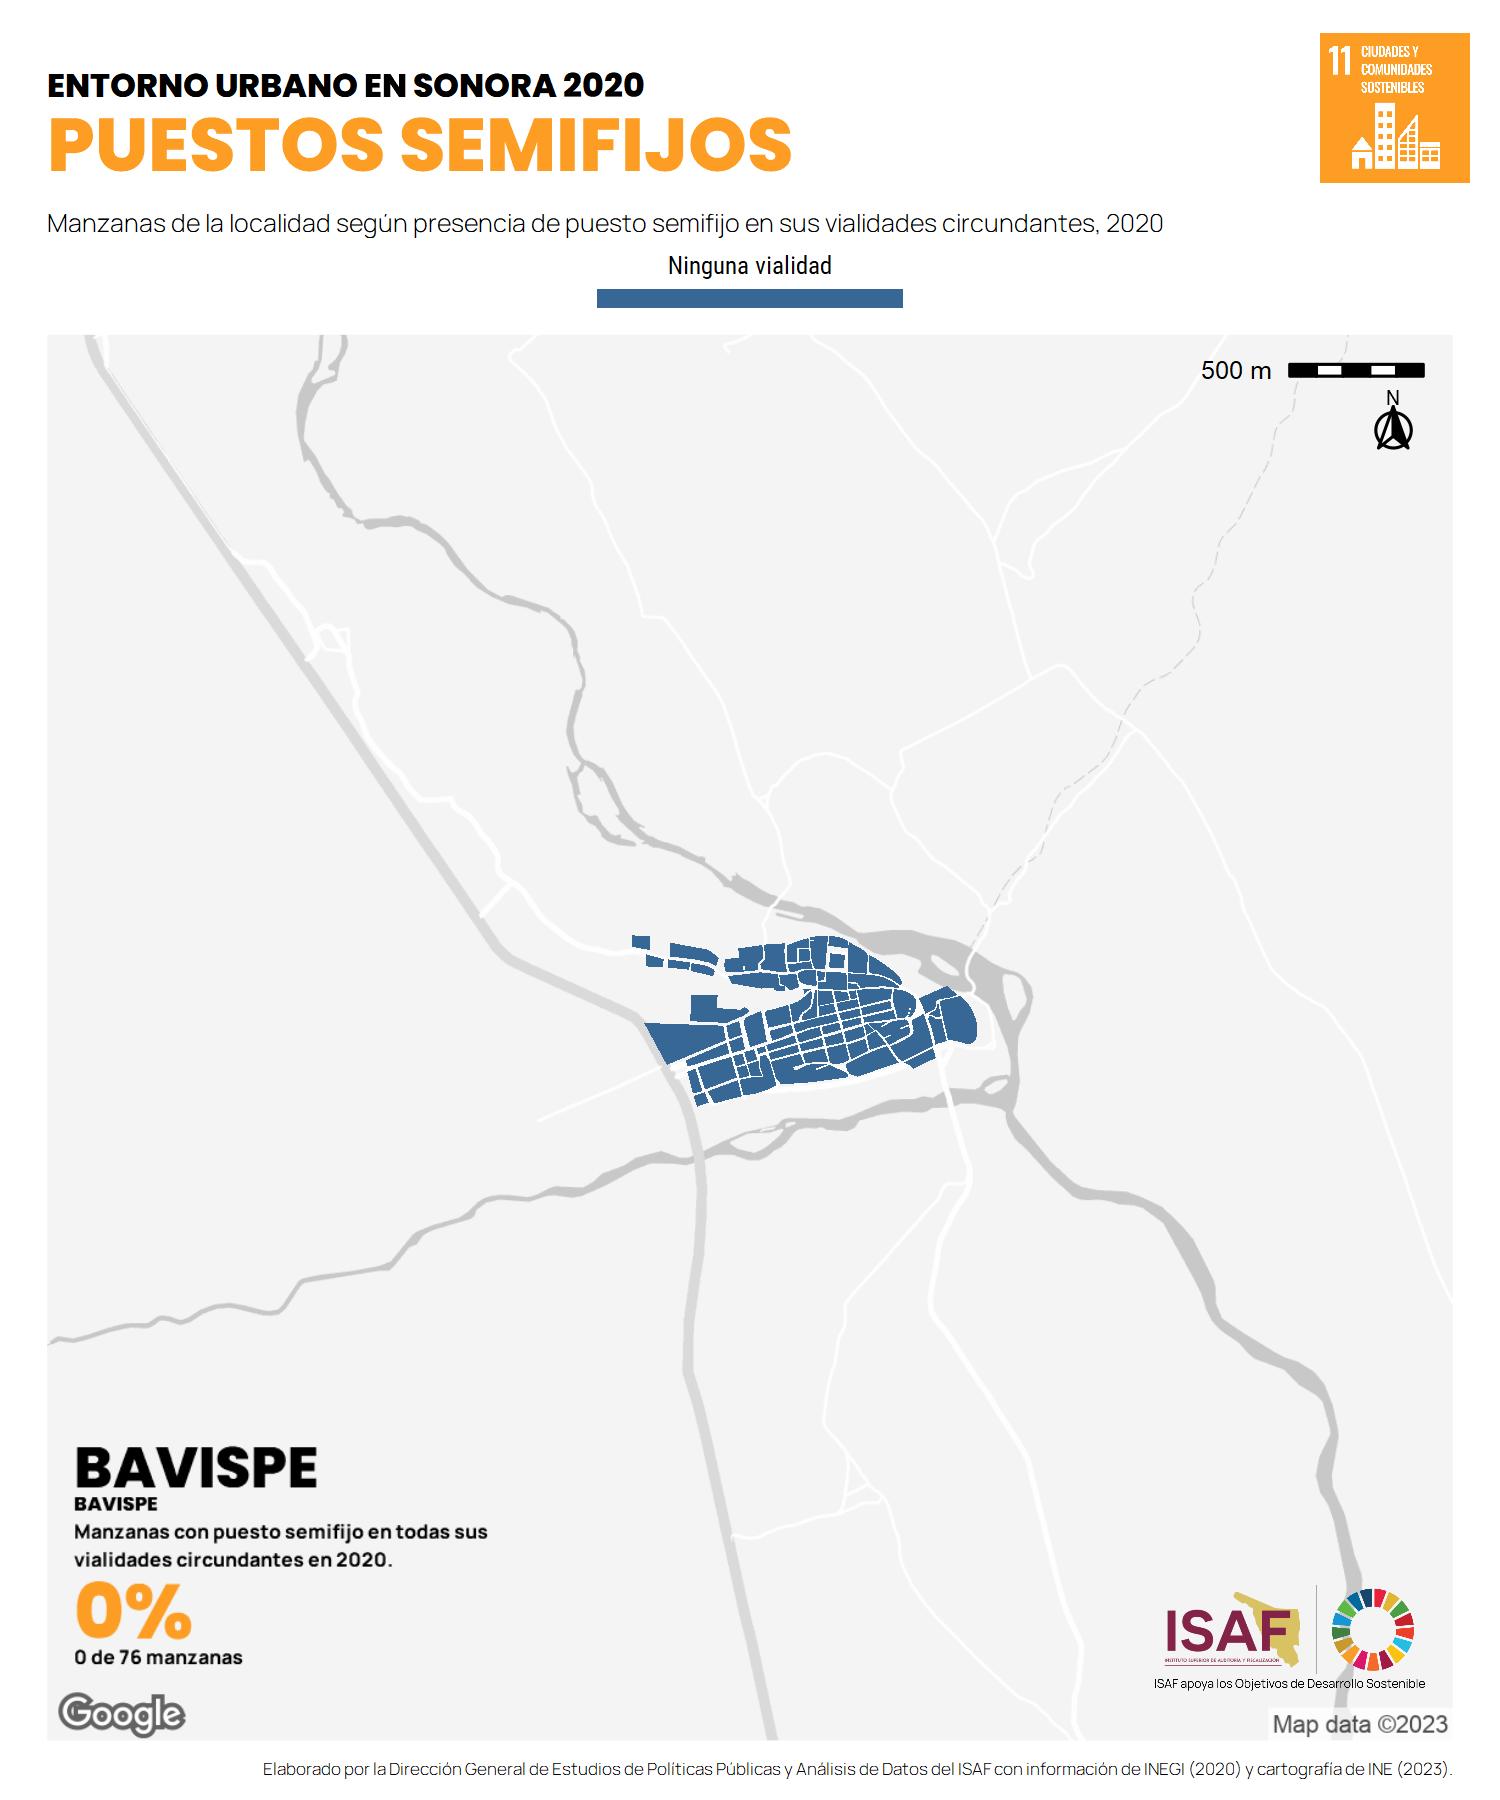 ENTORNO URBANO EN SONORA 2020
PUESTOS SEMIFIJOS
11 CIUDADES Y
COMUNIDADES
SOSTENIBLES
Manzanas de la localidad según presencia de puesto semifijo en sus vialidades circundantes, 2020
Ninguna vialidad
500 m
N
BAVISPE
BAVISPE
Manzanas con puesto semifijo en todas sus
vialidades circundantes en 2020.
0%
0 de 76 manzanas
Google
ISAF
INSTITUTO SUPERIOR DE AUDITORÍA Y FISCALIZACIÓN
ISAF apoya los Objetivos de Desarrollo Sostenible
Map data ©2023
Elaborado por la Dirección General de Estudios de Políticas Públicas y Análisis de Datos del ISAF con información de INEGI (2020) y cartografía de INE (2023).